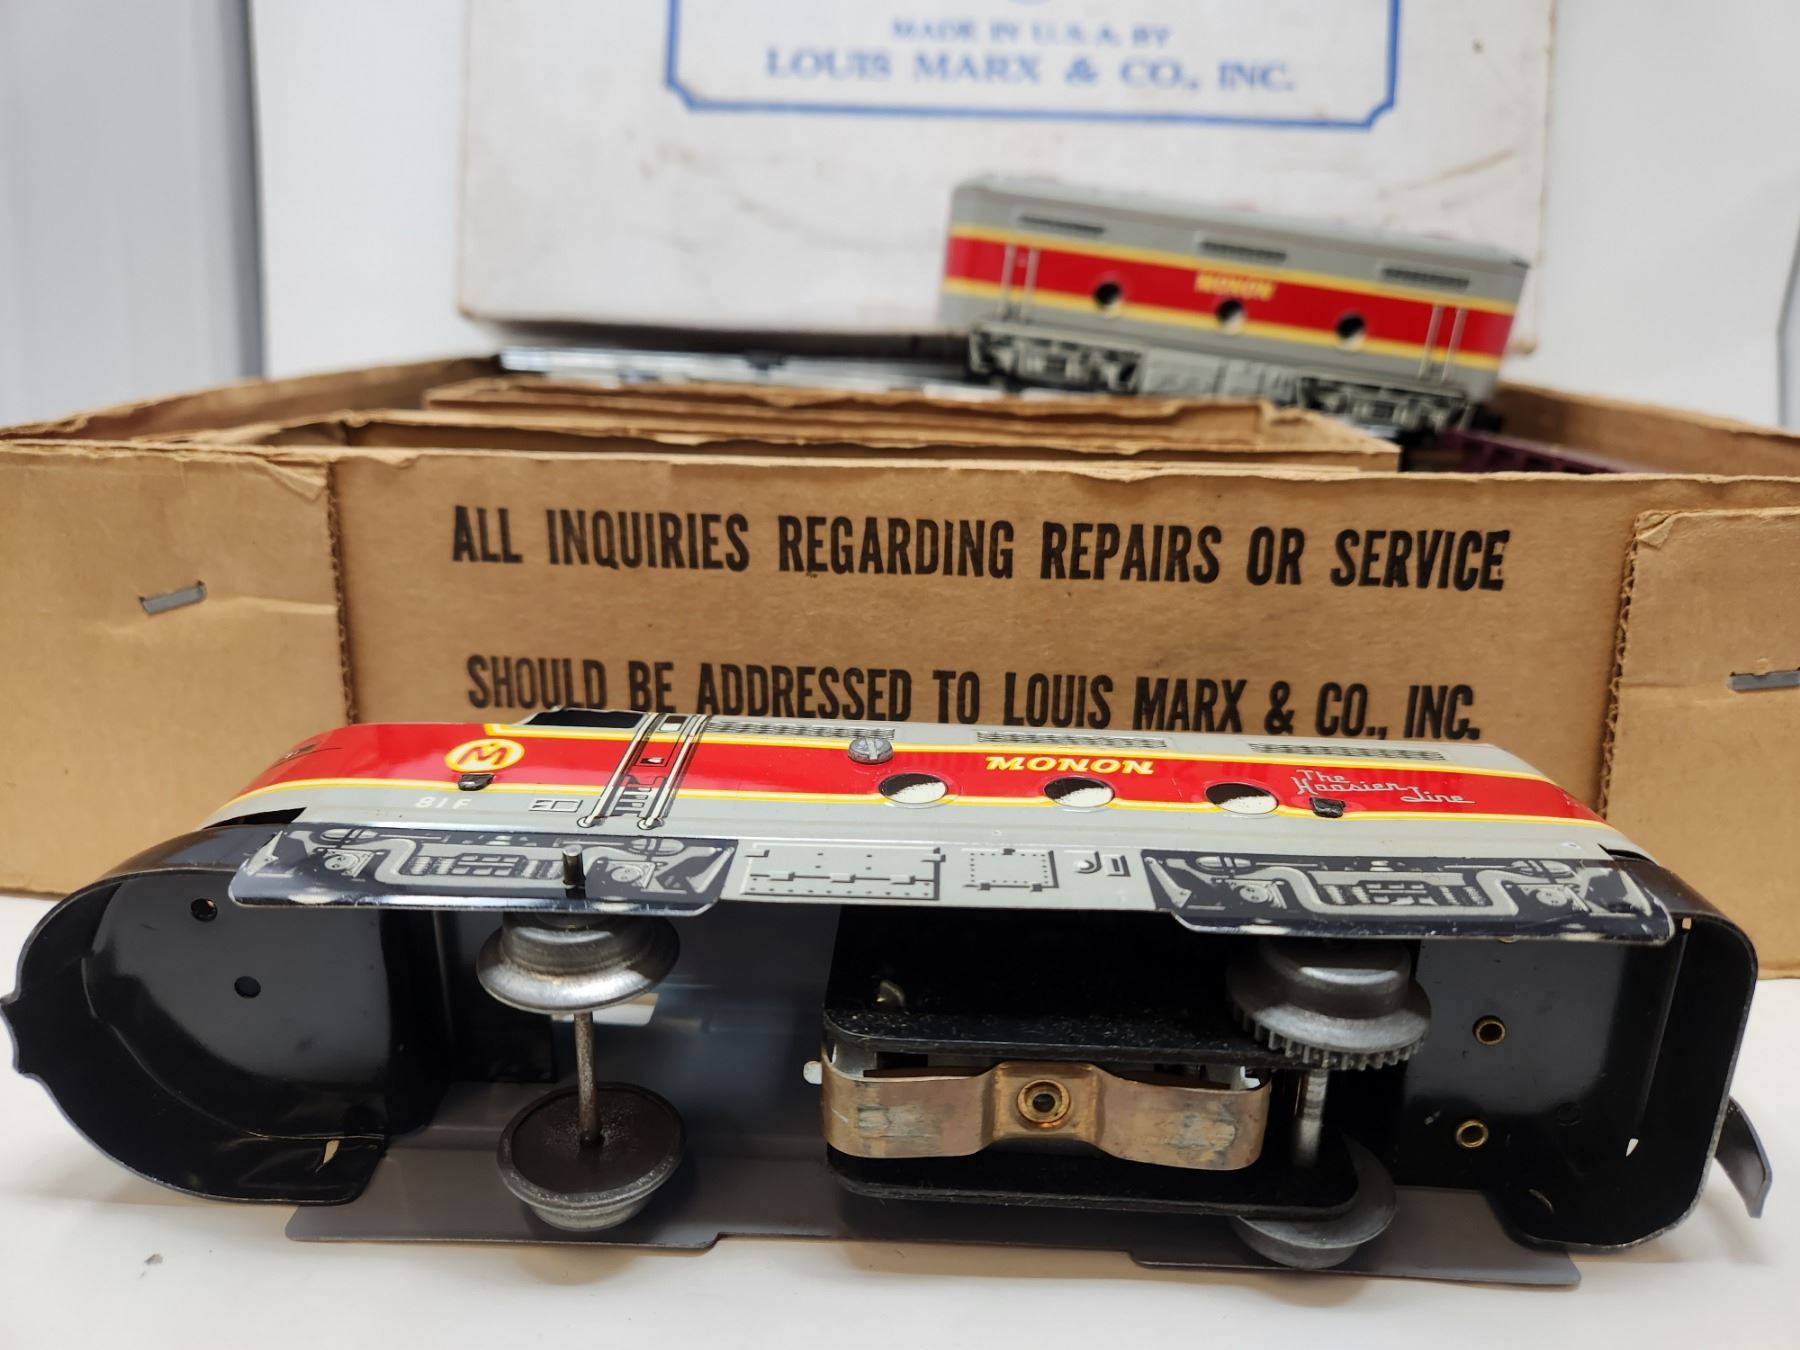 MADE IN U.S.A. BY
LOUIS MARX & CO., INC.
MONON
ALL INQUIRIES REGARDING REPAIRS OR SERVICE
SHOULD BE ADDRESSED TO LOUIS MARX & CO., INC.
M
MONON
The
Hoosier Line
81F